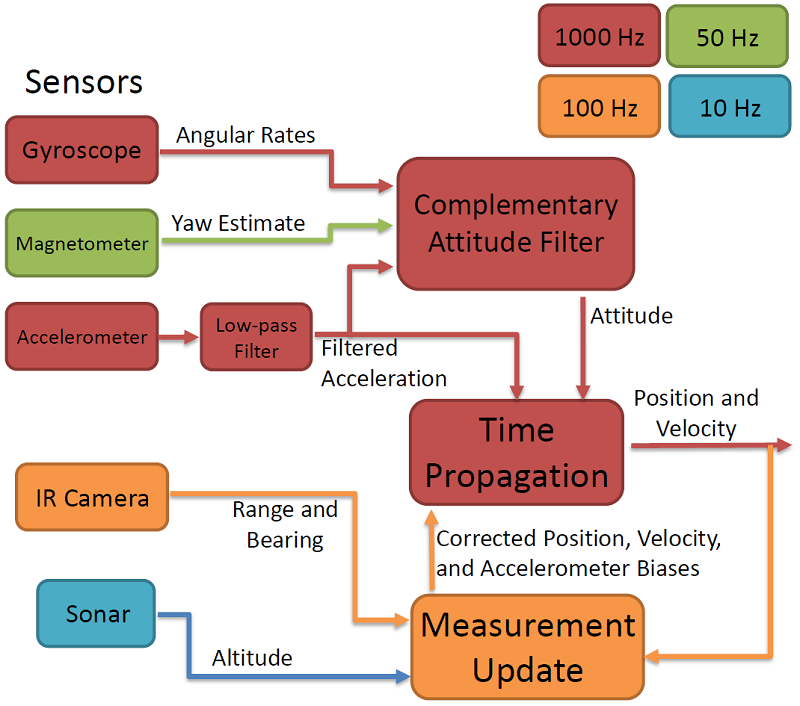 1000 Hz
50 Hz
100 Hz
10 Hz
Sensors
Gyroscope
Angular Rates
Complementary
Attitude Filter
Magnetometer
Yaw Estimate
Accelerometer
Low-pass
Filter
Filtered
Acceleration
Attitude
Time
Propagation
Position and
Velocity
IR Camera
Range and
Bearing
Corrected Position, Velocity,
and Accelerometer Biases
Sonar
Altitude
Measurement
Update